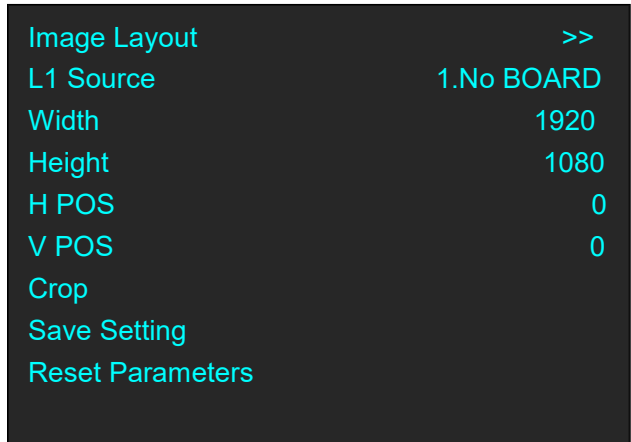 Image Layout >>
L1 Source 1.No BOARD
Width 1920
Height 1080
H POS 0
V POS 0
Crop
Save Setting
Reset Parameters